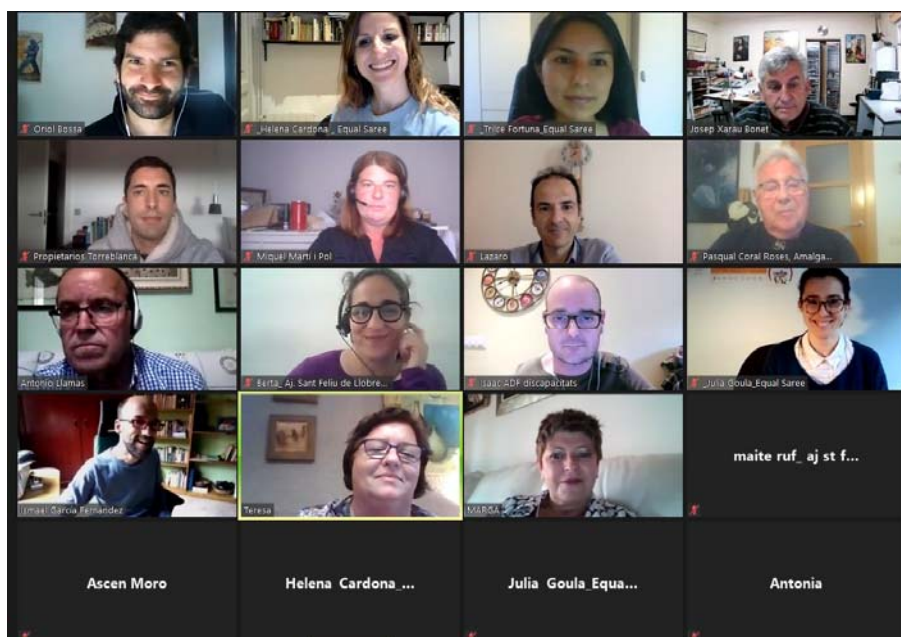 Oriol Bossa
_Helena Cardona_ Equal Saree
_Trilce Fortuna_Equal Saree
Josep Xarau Bonet
Propietarios Torreblanca
Miquel Martí i Pol
Lazaro
Pasqual Coral Roses, Amalga...
Antonio Llamas
Berta_ Aj. Sant Feliu de Llobre...
Isaac ADF discapacitats
_Julia Goula_Equal Saree
Ismael García Fernández
Teresa
MARGA
maite ruf_ aj st f...
Ascen Moro
Helena Cardona_...
Julia Goula_Equa...
Antonia